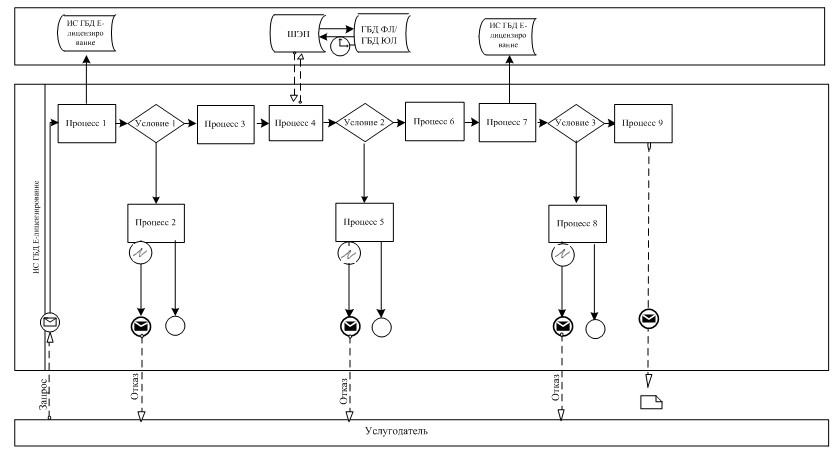 ИС ГБД Е-
лицензиро
вание
ШЭП
ГБД ФЛ/
ГБД ЮЛ
ИС ГБД Е-
лицензиро
вание
ИС ГБД Е-лицензирование
Процесс 1
Условие 1
Процесс 3
Процесс 4
Условие 2
Процесс 6
Процесс 7
Условие 3
Процесс 9
Процесс 2
Процесс 5
Процесс 8
Запрос
Отказ
Отказ
Отказ
Услугодатель